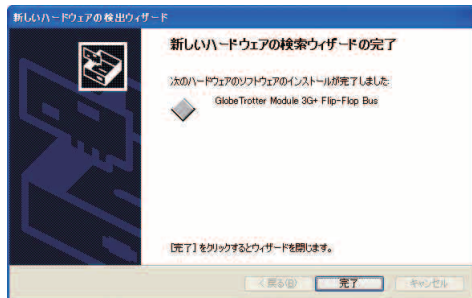 新しいハードウェアの検出ウィザード
新しいハードウェアの検索ウィザードの完了
次のハードウェアのソフトウェアのインストールが完了しました:
GlobeTrotter Module 3G+ Flip-Flop Bus
[完了] をクリックするとウィザードを閉じます。
< 戻る(B)
完了
キャンセル